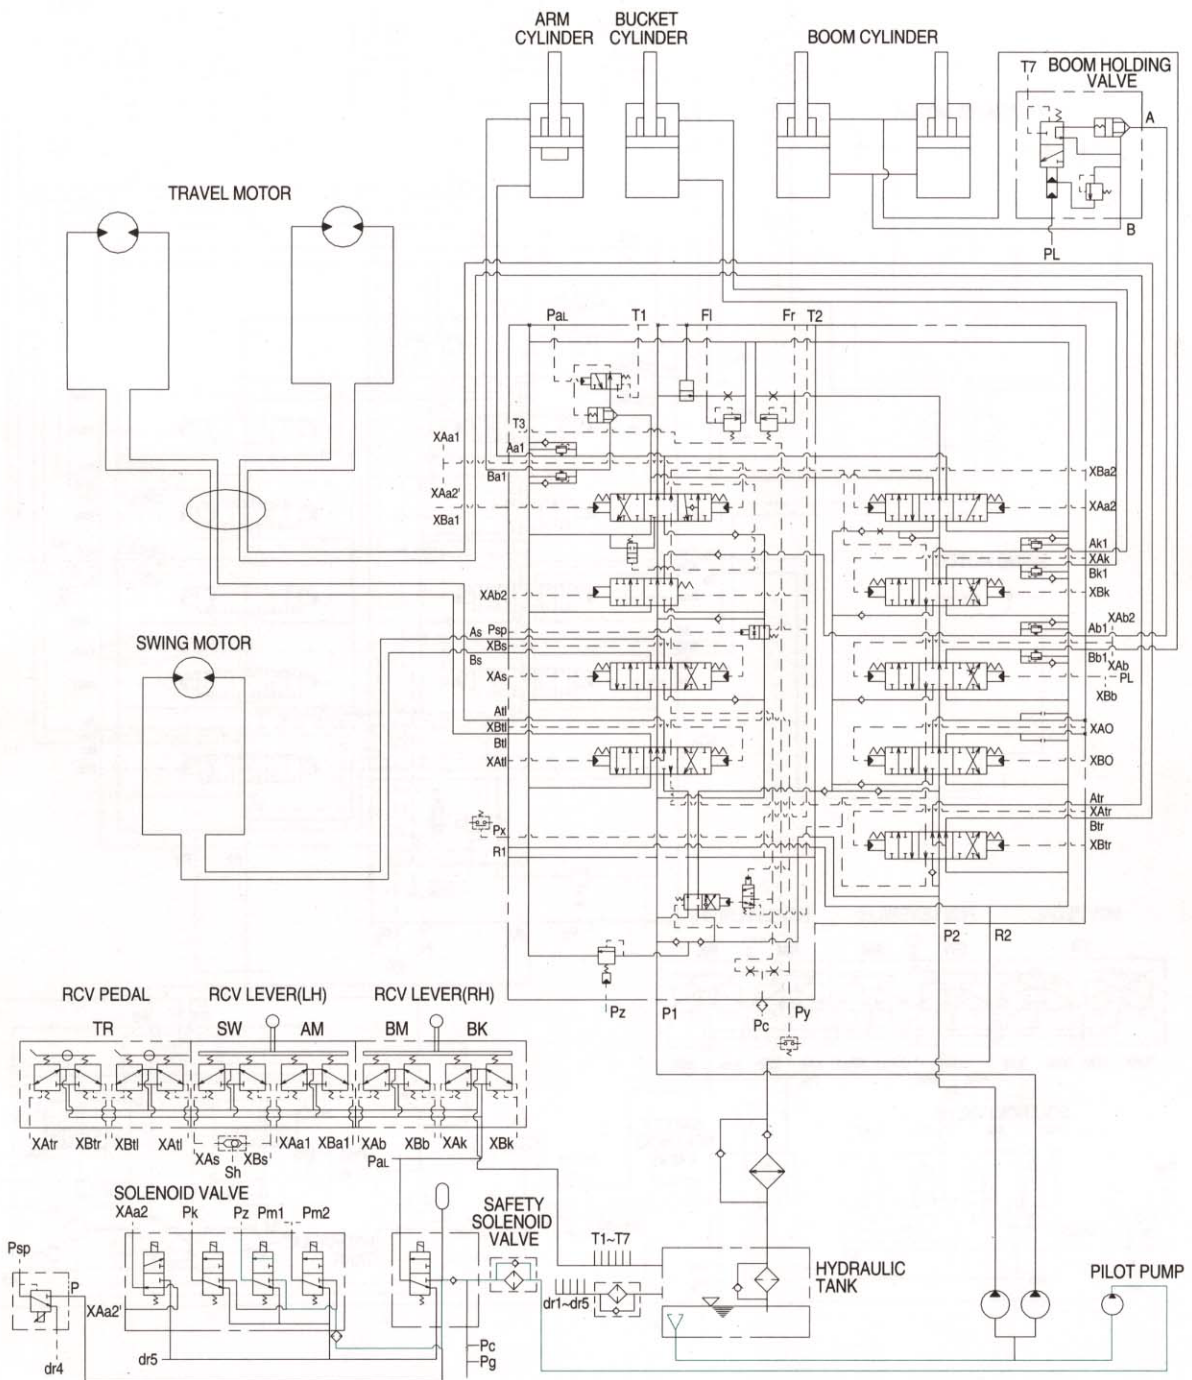 ARM
CYLINDER
BUCKET
CYLINDER
BOOM CYLINDER
T7
BOOM HOLDING
VALVE
A
B
PL
TRAVEL MOTOR
PaL
T1
Fl
Fr
T2
T3
XAa1
Aa1
Ba1
XAa2'
XBa1
XBa2
XAa2
Ak1
XAk
Bk1
XBk
XAb2
XAb2
Ab1
Bb1
XAb
PL
XBb
As
Psp
XBs
Bs
XAs
SWING MOTOR
Atl
XBtl
Btl
XAtl
XAO
XBO
Atr
XAtr
Btr
XBtr
Px
R1
P2
R2
Pz
P1
Pc
Py
RCV PEDAL
RCV LEVER(LH)
RCV LEVER(RH)
TR
SW
AM
BM
BK
XAtr
XBtr
XBtl
XAtl
XAs
XBs
Sh
XAa1
XBa1
XAb
XBb
XAk
XBk
PaL
SOLENOID VALVE
XAa2
Pk
Pz
Pm1
Pm2
SAFETY
SOLENOID
VALVE
T1~T7
HYDRAULIC
TANK
PILOT PUMP
Psp
P
XAa2'
dr1~dr5
dr4
dr5
Pc
Pg